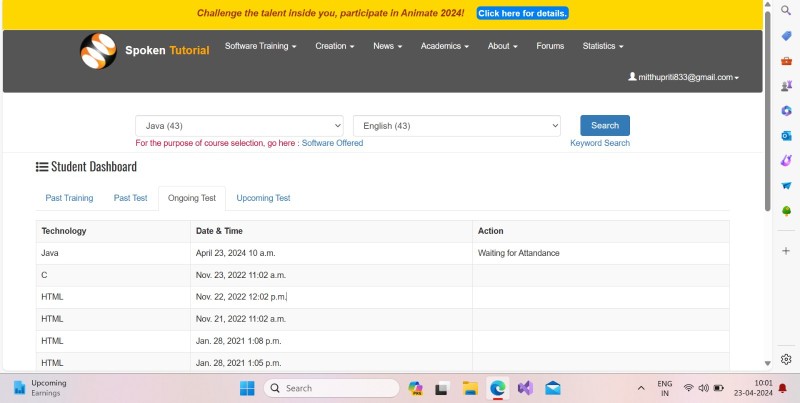 Challenge the talent inside you, participate in Animate 2024! Click here for details.
Spoken Tutorial Software Training Creation News Academics About Forums Statistics
mitthupriti833@gmail.com
Java (43) English (43) Search
For the purpose of course selection, go here : Software Offered Keyword Search
Student Dashboard
Past Training Past Test Ongoing Test Upcoming Test
Technology Date & Time Action
Java April 23, 2024 10 a.m. Waiting for Attandance
C Nov. 23, 2022 11:02 a.m.
HTML Nov. 22, 2022 12:02 p.m.
HTML Nov. 21, 2022 11:02 a.m.
HTML Jan. 28, 2021 1:08 p.m.
HTML Jan. 28, 2021 1:05 p.m.
Upcoming
Earnings
Search
ENG
IN
10:01
23-04-2024